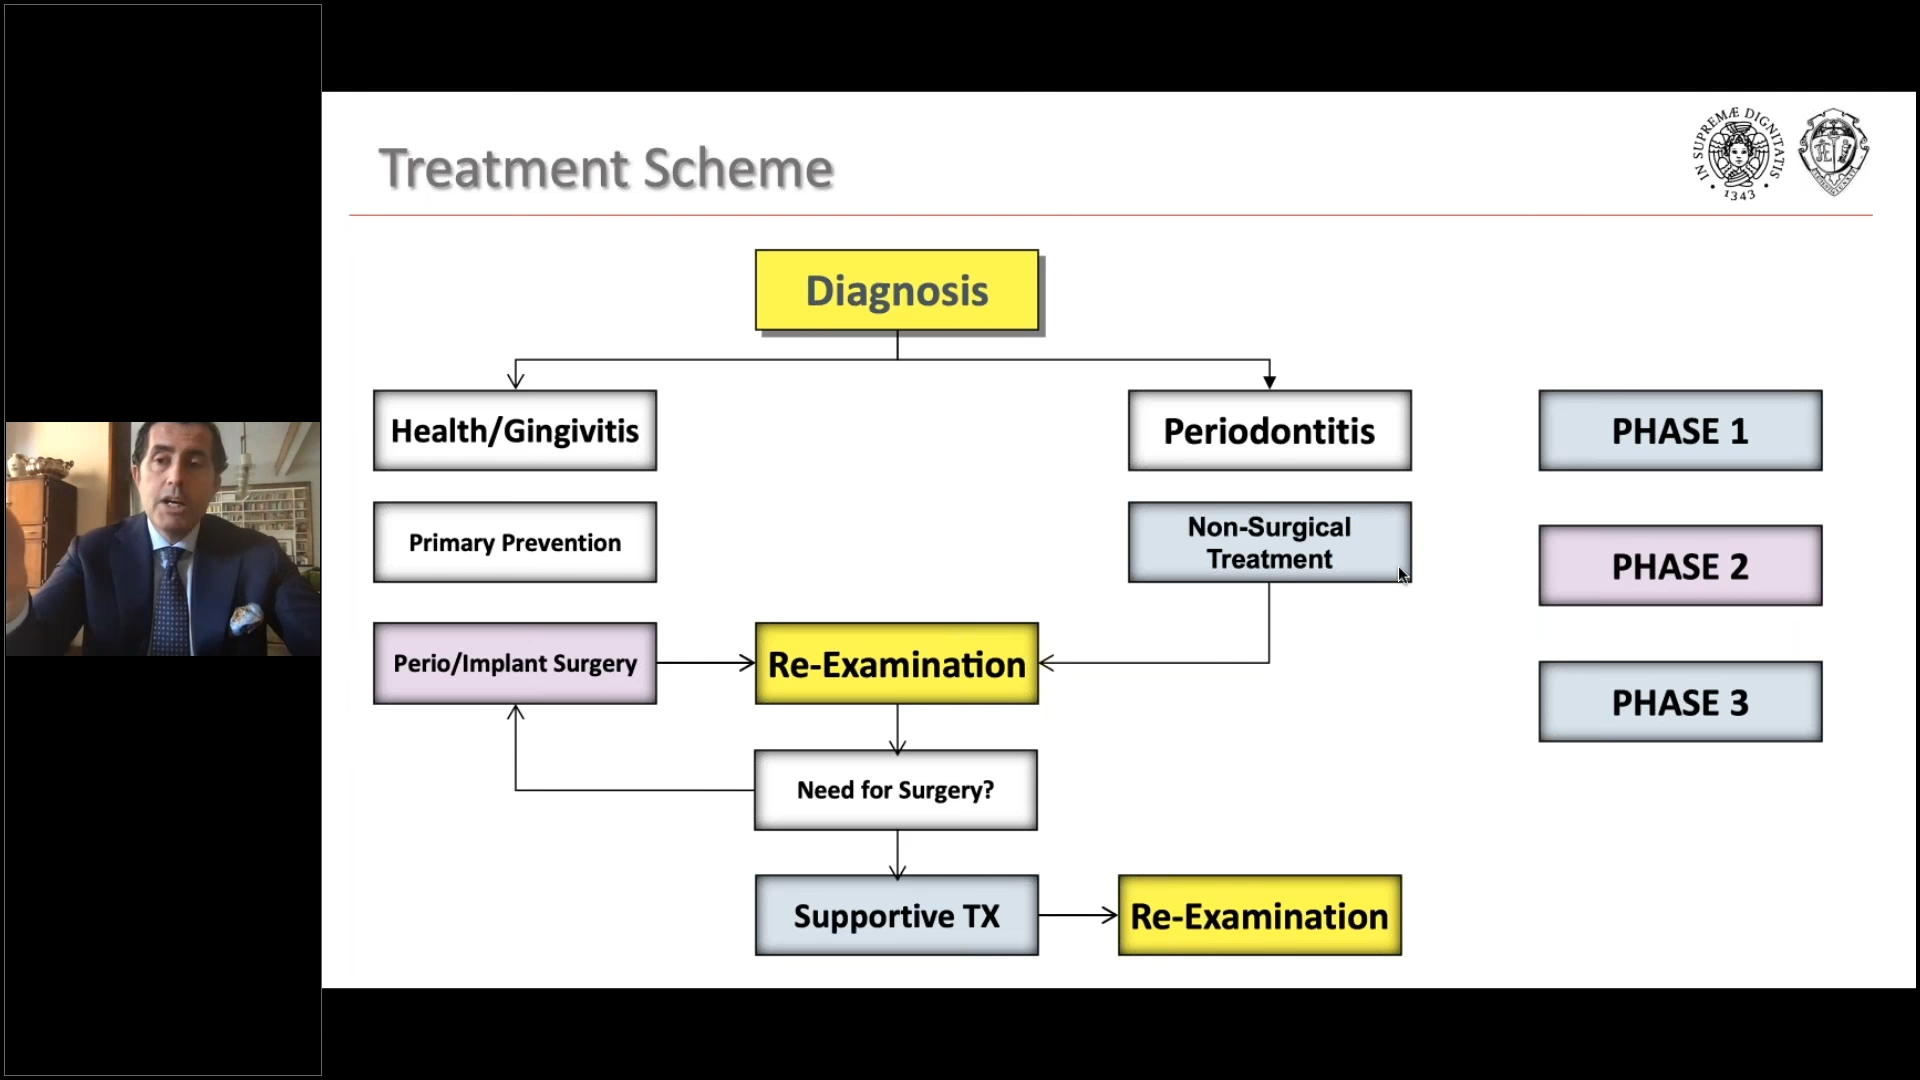 Treatment Scheme
IN SUPREMÆ DIGNITATIS
1343
Diagnosis
Health/Gingivitis
Periodontitis
PHASE 1
Primary Prevention
Non-Surgical
Treatment
PHASE 2
Perio/Implant Surgery
Re-Examination
PHASE 3
Need for Surgery?
Supportive TX
Re-Examination